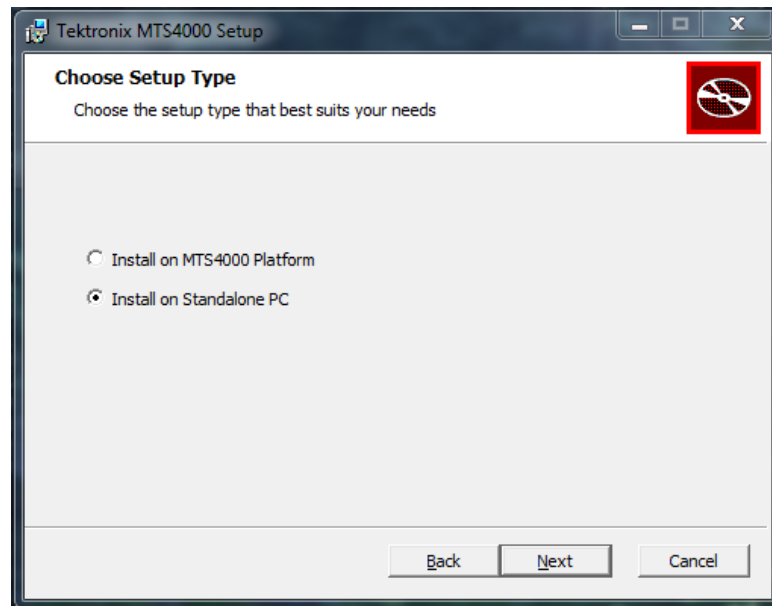 Tektronix MTS4000 Setup
Choose Setup Type
Choose the setup type that best suits your needs
Install on MTS4000 Platform
Install on Standalone PC
Back Next Cancel